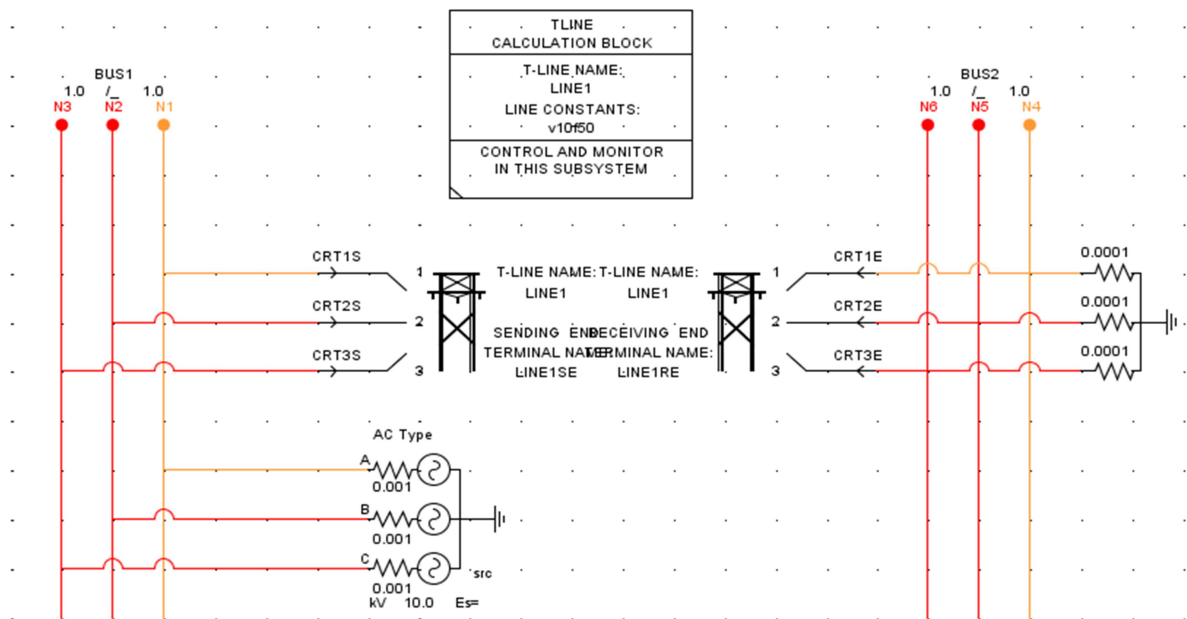 TLINE
CALCULATION BLOCK
T-LINE NAME:
LINE1
LINE CONSTANTS:
v10f50
CONTROL AND MONITOR
IN THIS SUBSYSTEM
BUS1
1.0 /_ 1.0
N3 N2 N1
BUS2
1.0 /_ 1.0
N6 N5 N4
CRT1S
1
CRT2S
2
CRT3S
3
T-LINE NAME:
LINE1
SENDING END
TERMINAL NAME:
LINE1SE
T-LINE NAME:
LINE1
RECEIVING END
TERMINAL NAME:
LINE1RE
1
CRT1E
0.0001
2
CRT2E
0.0001
3
CRT3E
0.0001
AC Type
A
0.001
B
0.001
C
0.001
src
kV 10.0 Es=